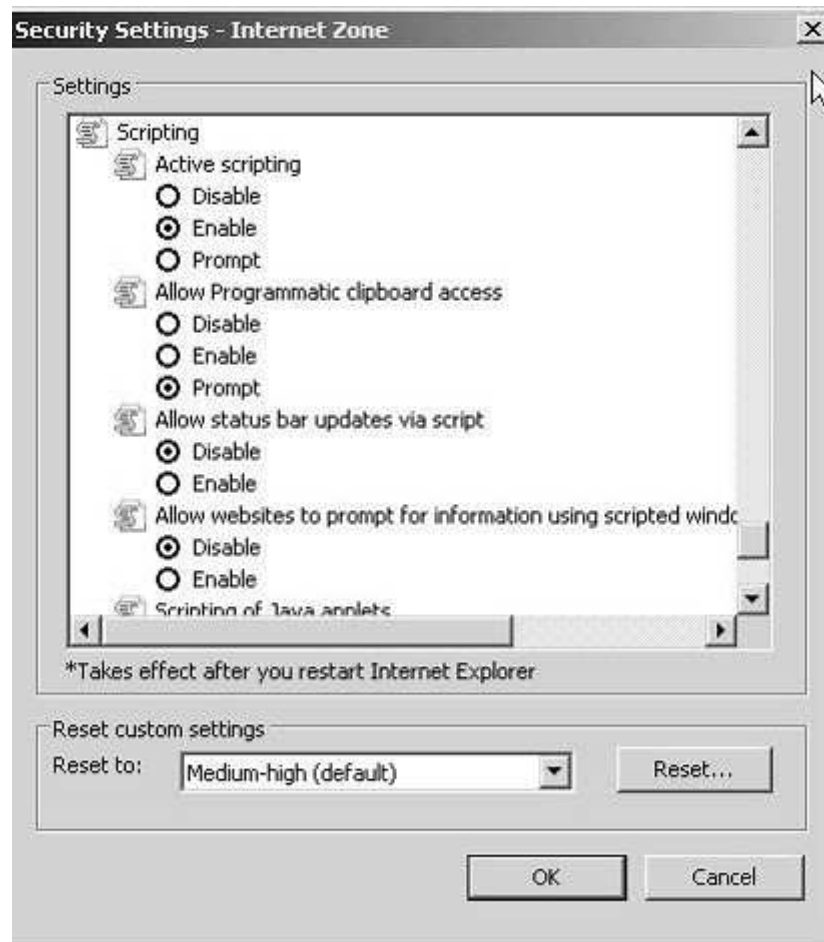 Security Settings - Internet Zone
Settings
Scripting
Active scripting
Disable
Enable
Prompt
Allow Programmatic clipboard access
Disable
Enable
Prompt
Allow status bar updates via script
Disable
Enable
Allow websites to prompt for information using scripted
Disable
Enable
Scripting of Java applets
*Takes effect after you restart Internet Explorer
Reset custom settings
Reset to:
Medium-high (default)
Reset...
OK
Cancel